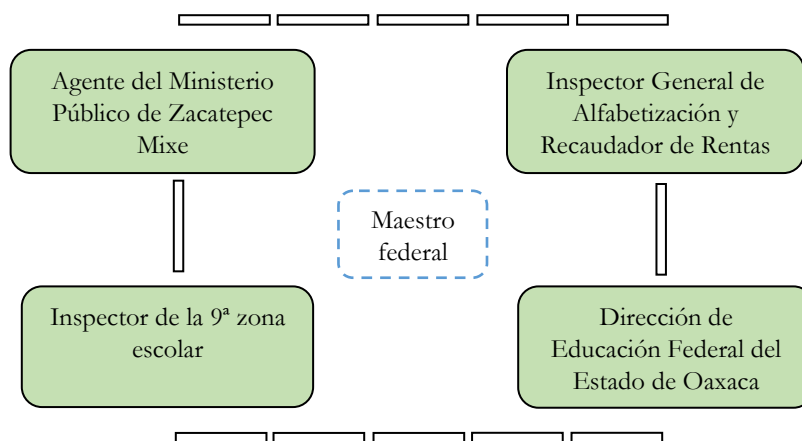 Agente del Ministerio
Público de Zacatepec
Mixe
Inspector General de
Alfabetización y
Recaudador de Rentas
Maestro
federal
Inspector de la 9ª zona
escolar
Dirección de
Educación Federal del
Estado de Oaxaca